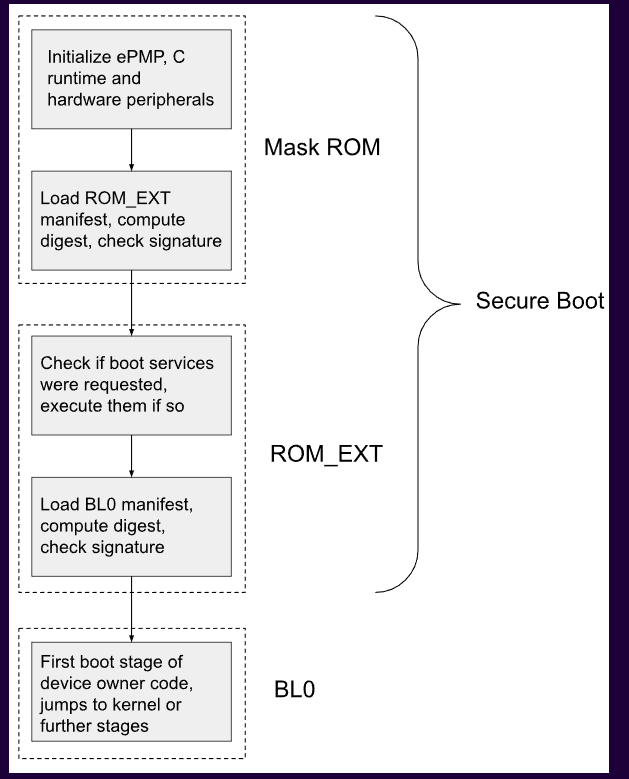 Initialize ePMP, C
runtime and
hardware peripherals
Mask ROM
Load ROM_EXT
manifest, compute
digest, check signature
Secure Boot
Check if boot services
were requested,
execute them if so
ROM_EXT
Load BL0 manifest,
compute digest,
check signature
First boot stage of
device owner code,
jumps to kernel or
further stages
BL0